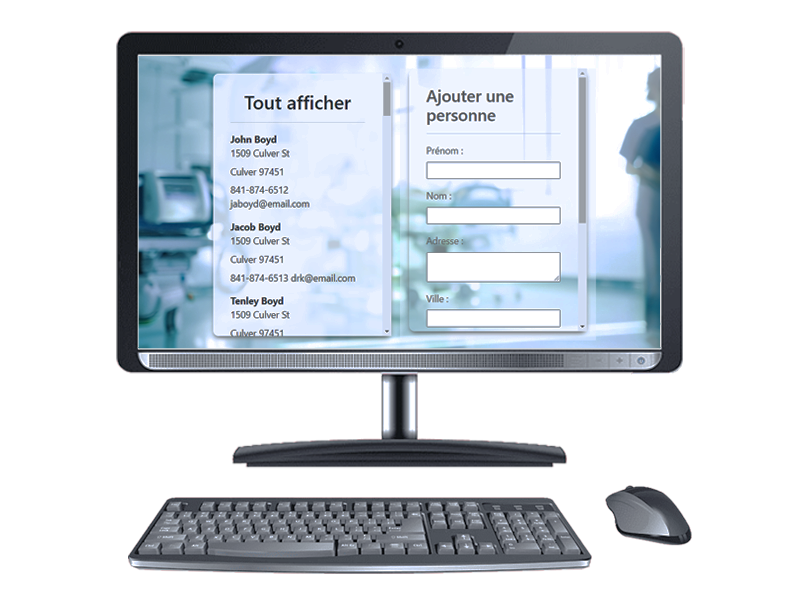 Tout afficher
John Boyd
1509 Culver St
Culver 97451
841-874-6512
jaboyd@email.com
Jacob Boyd
1509 Culver St
Culver 97451
841-874-6513 drk@email.com
Tenley Boyd
1509 Culver St
Culver 97451
Ajouter une
personne
Prénom :
Nom :
Adresse :
Ville :